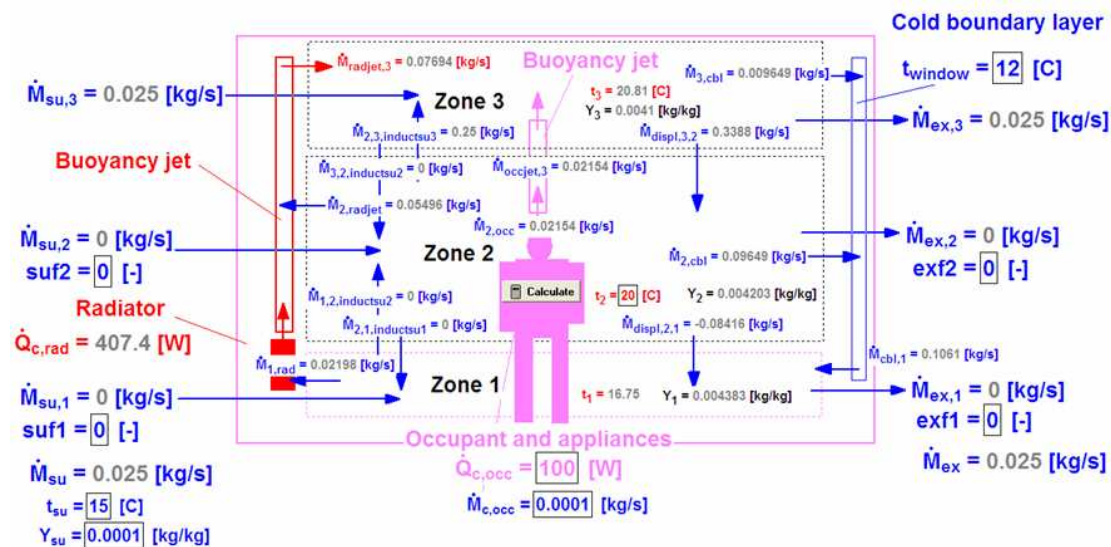 Cold boundary layer
t_window = 12 [C]
Ṁ_radjet,3 = 0.07694 [kg/s]
Buoyancy jet
Ṁ_3,cbl = 0.009649 [kg/s]
Ṁ_su,3 = 0.025 [kg/s]
Zone 3
t_3 = 20.81 [C]
Y_3 = 0.0041 [kg/kg]
Ṁ_ex,3 = 0.025 [kg/s]
Ṁ_2,3,inductsu3 = 0.25 [kg/s]
Ṁ_displ,3,2 = 0.3388 [kg/s]
Buoyancy jet
Ṁ_3,2,inductsu2 = 0 [kg/s]
Ṁ_occjet,3 = 0.02154 [kg/s]
Ṁ_2,radjet = 0.05496 [kg/s]
Ṁ_2,occ = 0.02154 [kg/s]
Ṁ_su,2 = 0 [kg/s]
suf2 = 0 [-]
Zone 2
Ṁ_2,cbl = 0.09649 [kg/s]
Ṁ_ex,2 = 0 [kg/s]
exf2 = 0 [-]
Calculate
Ṁ_1,2,inductsu2 = 0 [kg/s]
t_2 = 20 [C]
Y_2 = 0.004203 [kg/kg]
Radiator
Q̇_c,rad = 407.4 [W]
Ṁ_2,1,inductsu1 = 0 [kg/s]
Ṁ_displ,2,1 = -0.08416 [kg/s]
Ṁ_1,rad = 0.02198 [kg/s]
Ṁ_cbl,1 = 0.1061 [kg/s]
Zone 1
t_1 = 16.75
Y_1 = 0.004383 [kg/kg]
Ṁ_su,1 = 0 [kg/s]
suf1 = 0 [-]
Ṁ_ex,1 = 0 [kg/s]
exf1 = 0 [-]
Occupant and appliances
Q̇_c,occ = 100 [W]
Ṁ_c,occ = 0.0001 [kg/s]
Ṁ_ex = 0.025 [kg/s]
Ṁ_su = 0.025 [kg/s]
t_su = 15 [C]
Y_su = 0.0001 [kg/kg]